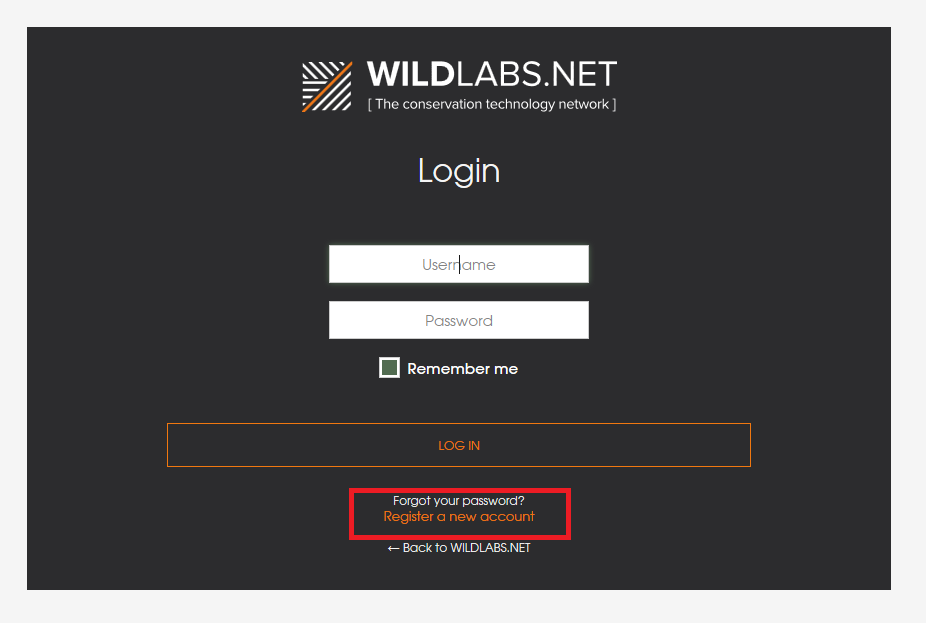 WILDLABS.NET
[ The conservation technology network ]
Login
Username
Password
Remember me
LOG IN
Forgot your password?
Register a new account
← Back to WILDLABS.NET